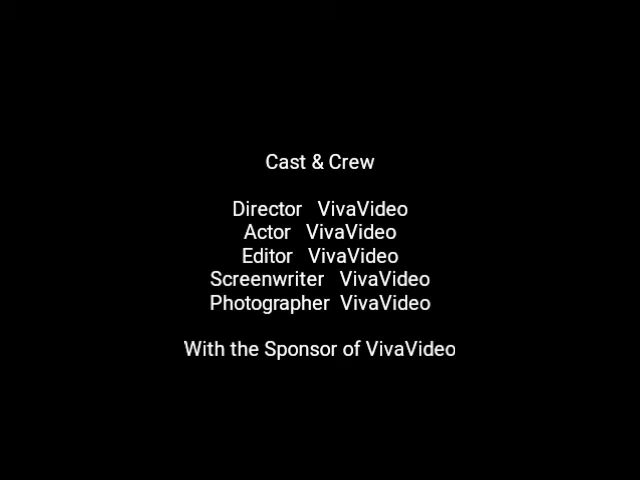 Cast & Crew
Director VivaVideo
Actor VivaVideo
Editor VivaVideo
Screenwriter VivaVideo
Photographer VivaVideo
With the Sponsor of VivaVideo